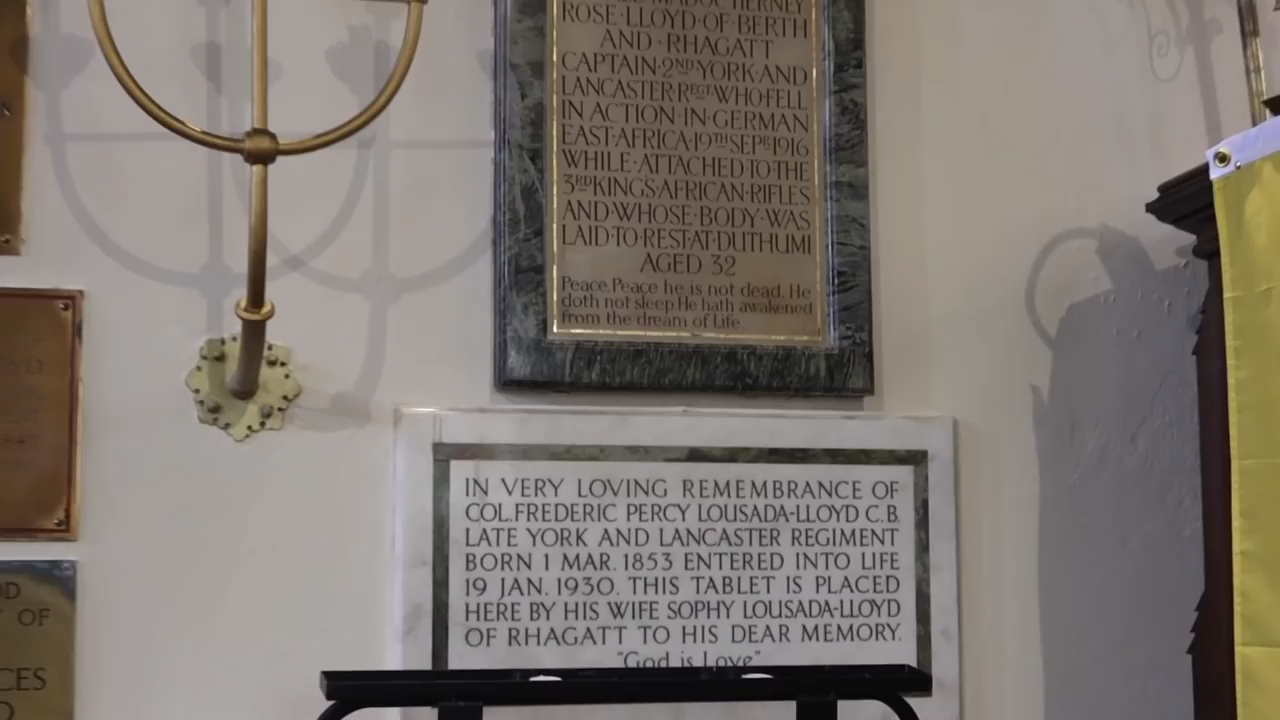 ROSE·LLOYD·OF·BERTH
AND·RHAGATT
CAPTAIN·2ND·YORK·AND
LANCASTER REGT·WHO·FELL
IN·ACTION·IN·GERMAN
EAST·AFRICA·19TH·SEPR·1916
WHILE·ATTACHED·TO·THE
3RD·KING'S·AFRICAN·RIFLES
AND·WHOSE·BODY·WAS
LAID·TO·REST·AT·DUTHUMI
AGED 32
Peace, Peace he is not dead, He
doth not sleep, He hath awakened
from the dream of Life
IN VERY LOVING REMEMBRANCE OF
COL. FREDERIC PERCY LOUSADA-LLOYD C.B.
LATE YORK AND LANCASTER REGIMENT
BORN 1 MAR. 1853 ENTERED INTO LIFE
19 JAN. 1930. THIS TABLET IS PLACED
HERE BY HIS WIFE SOPHY LOUSADA-LLOYD
OF RHAGATT TO HIS DEAR MEMORY.
"God is Love"
OF